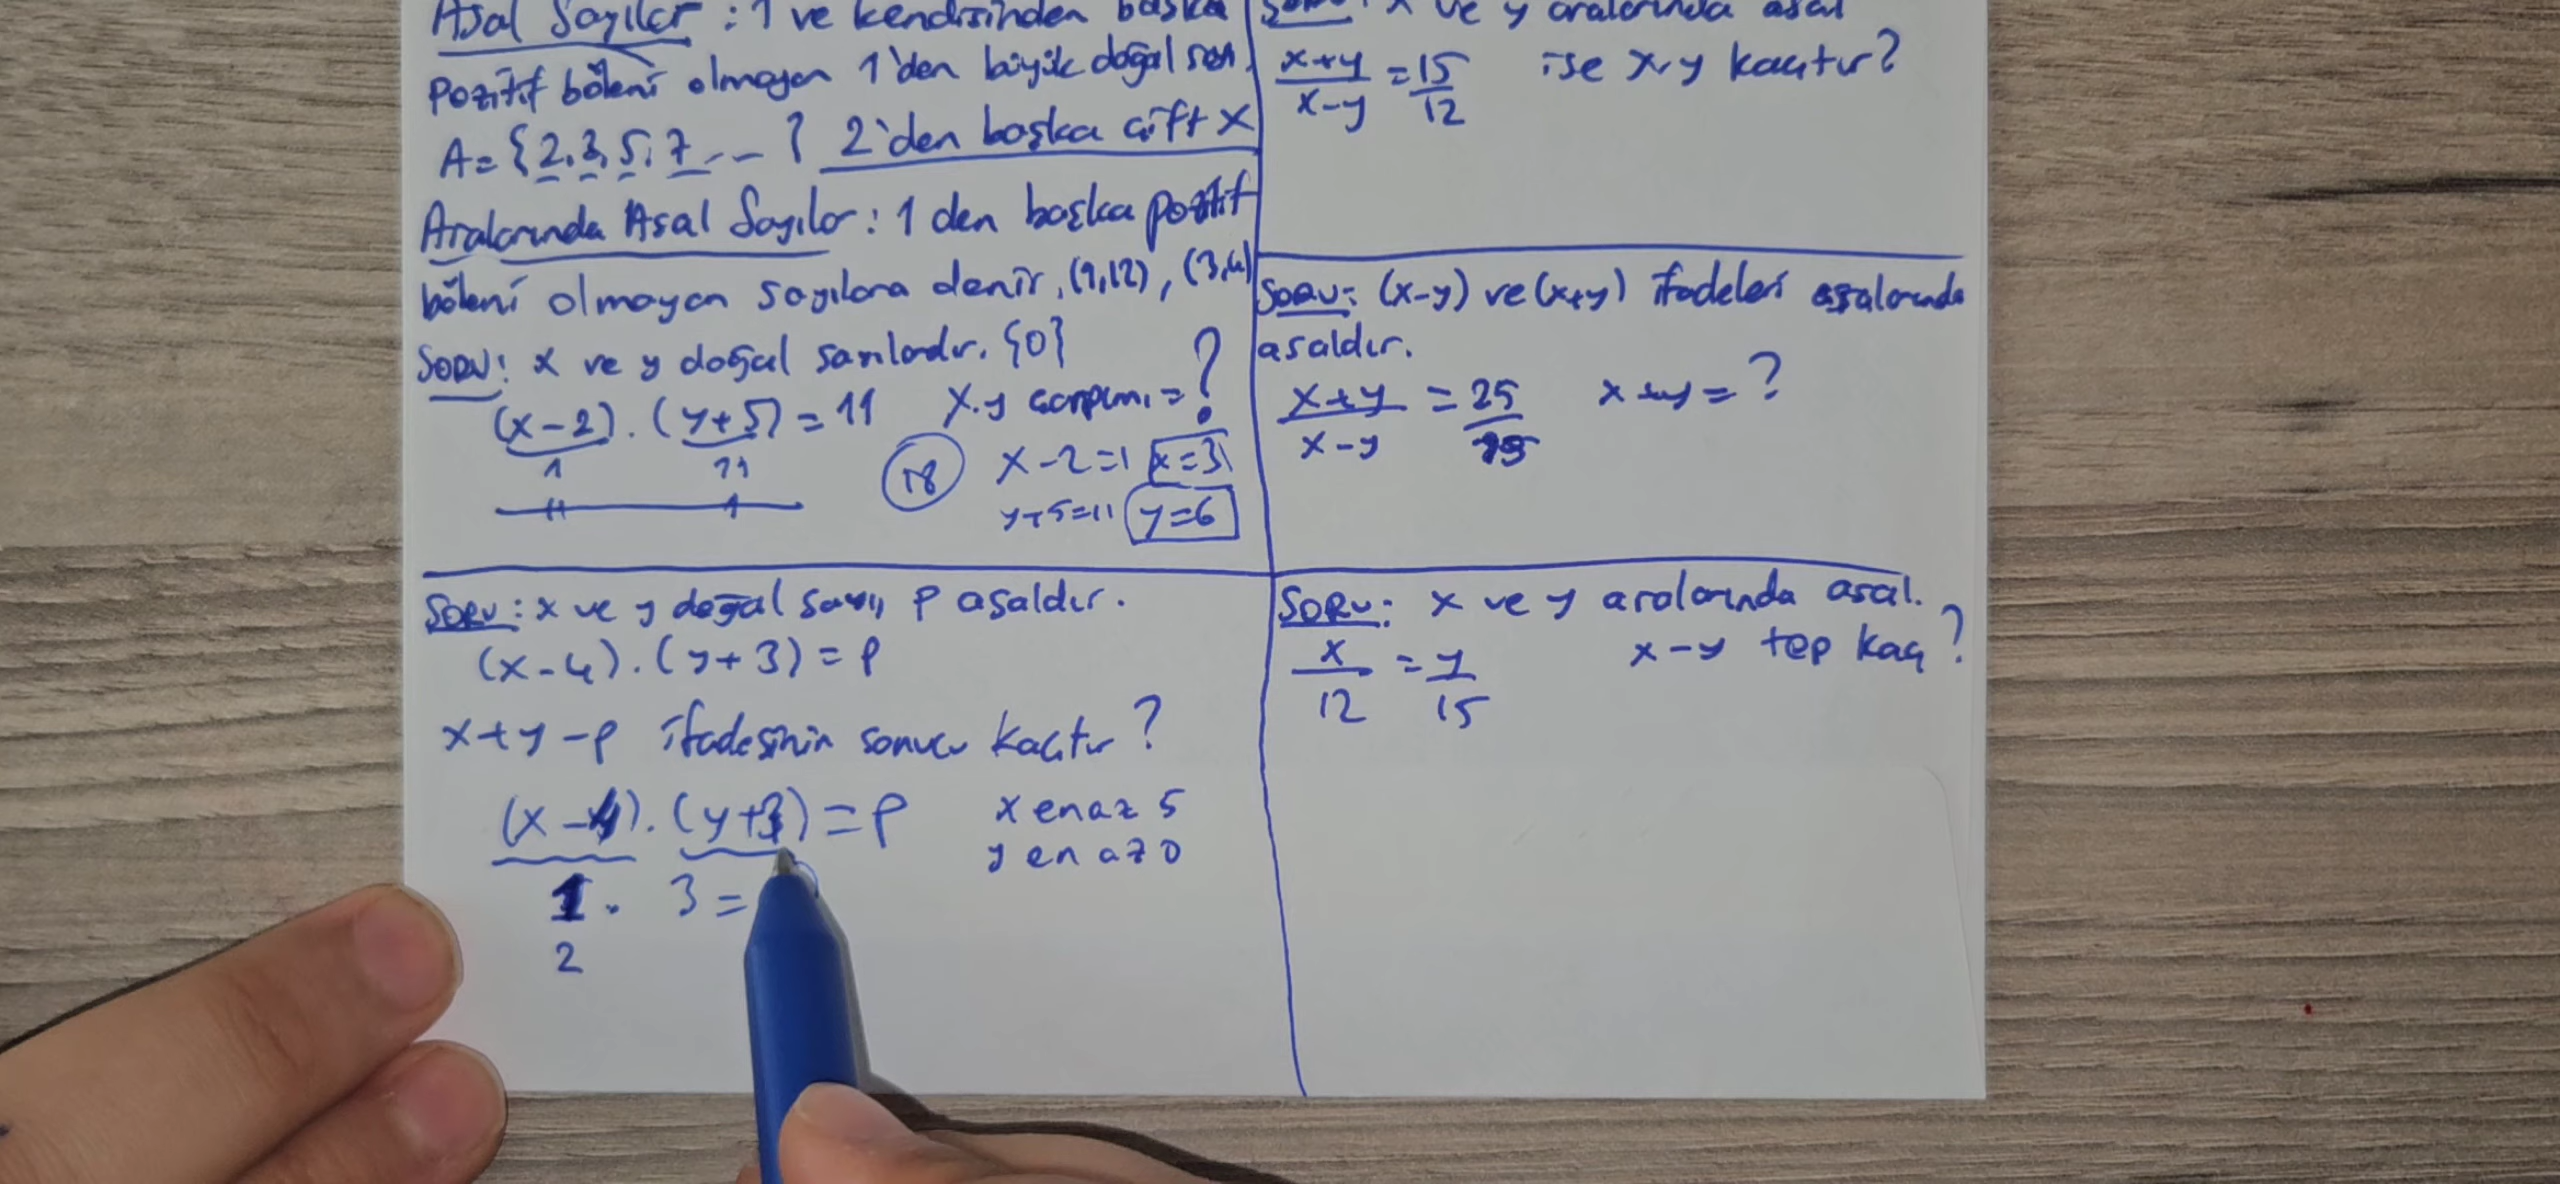 Asal Sayılar : 1 ve kendisinden başka
pozitif böleni olmayan 1'den büyük doğal
A = {2, 3, 5, 7 ... } 2'den başka çift x
Aralarında Asal Sayılar : 1 den başka pozitif
böleni olmayan sayılara denir, (9,12), (3,4)
SORU: x ve y doğal {0}
(x-2) . (y+5) = 11 x.y çarpımı = ?
1 11
18
x-2=1 x=3
y+5=11 y=6
SORU: x ve y doğal sayı, P asaldır.
(x-4) . (y+3) = P
x+y-P ifadesinin sonucu kaçtır?
(x-4) . (y+3) = P
1 . 3 =
2
x en az 5
y en az 0
x ve y aralarında asal
x+y / x-y = 15 / 12 ise x.y kaçtır?
SORU: (x-y) ve (x+y) ifadeleri aralarında
asaldır.
x+y / x-y = 25 / 15 x+y = ?
SORU: x ve y aralarında asal.
x / 12 = y / 15 x-y kaç?